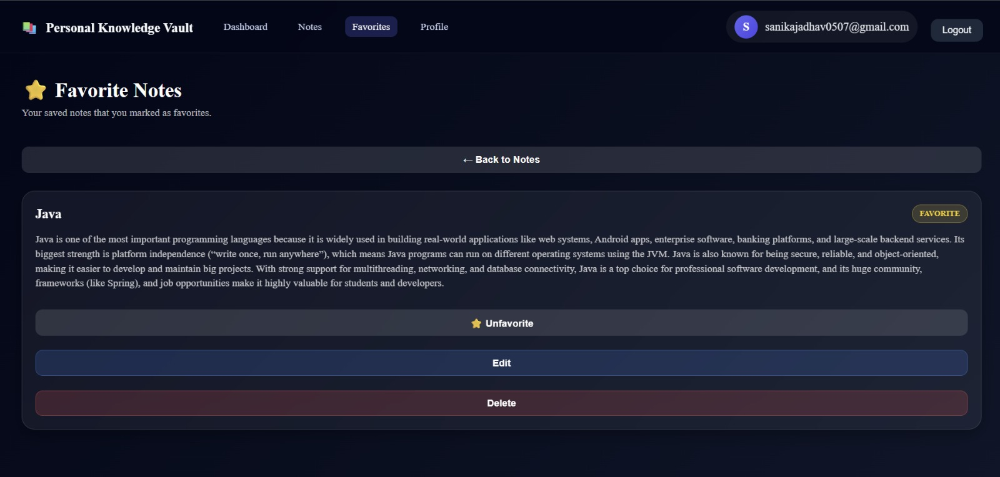 Personal Knowledge Vault
Dashboard
Notes
Favorites
Profile
S
sanikajadhav0507@gmail.com
Logout
Favorite Notes
Your saved notes that you marked as favorites.
← Back to Notes
Java
FAVORITE
Java is one of the most important programming languages because it is widely used in building real-world applications like web systems, Android apps, enterprise software, banking platforms, and large-scale backend services. Its
biggest strength is platform independence (“write once, run anywhere”), which means Java programs can run on different operating systems using the JVM. Java is also known for being secure, reliable, and object-oriented,
making it easier to develop and maintain big projects. With strong support for multithreading, networking, and database connectivity, Java is a top choice for professional software development, and its huge community,
frameworks (like Spring), and job opportunities make it highly valuable for students and developers.
Unfavorite
Edit
Delete